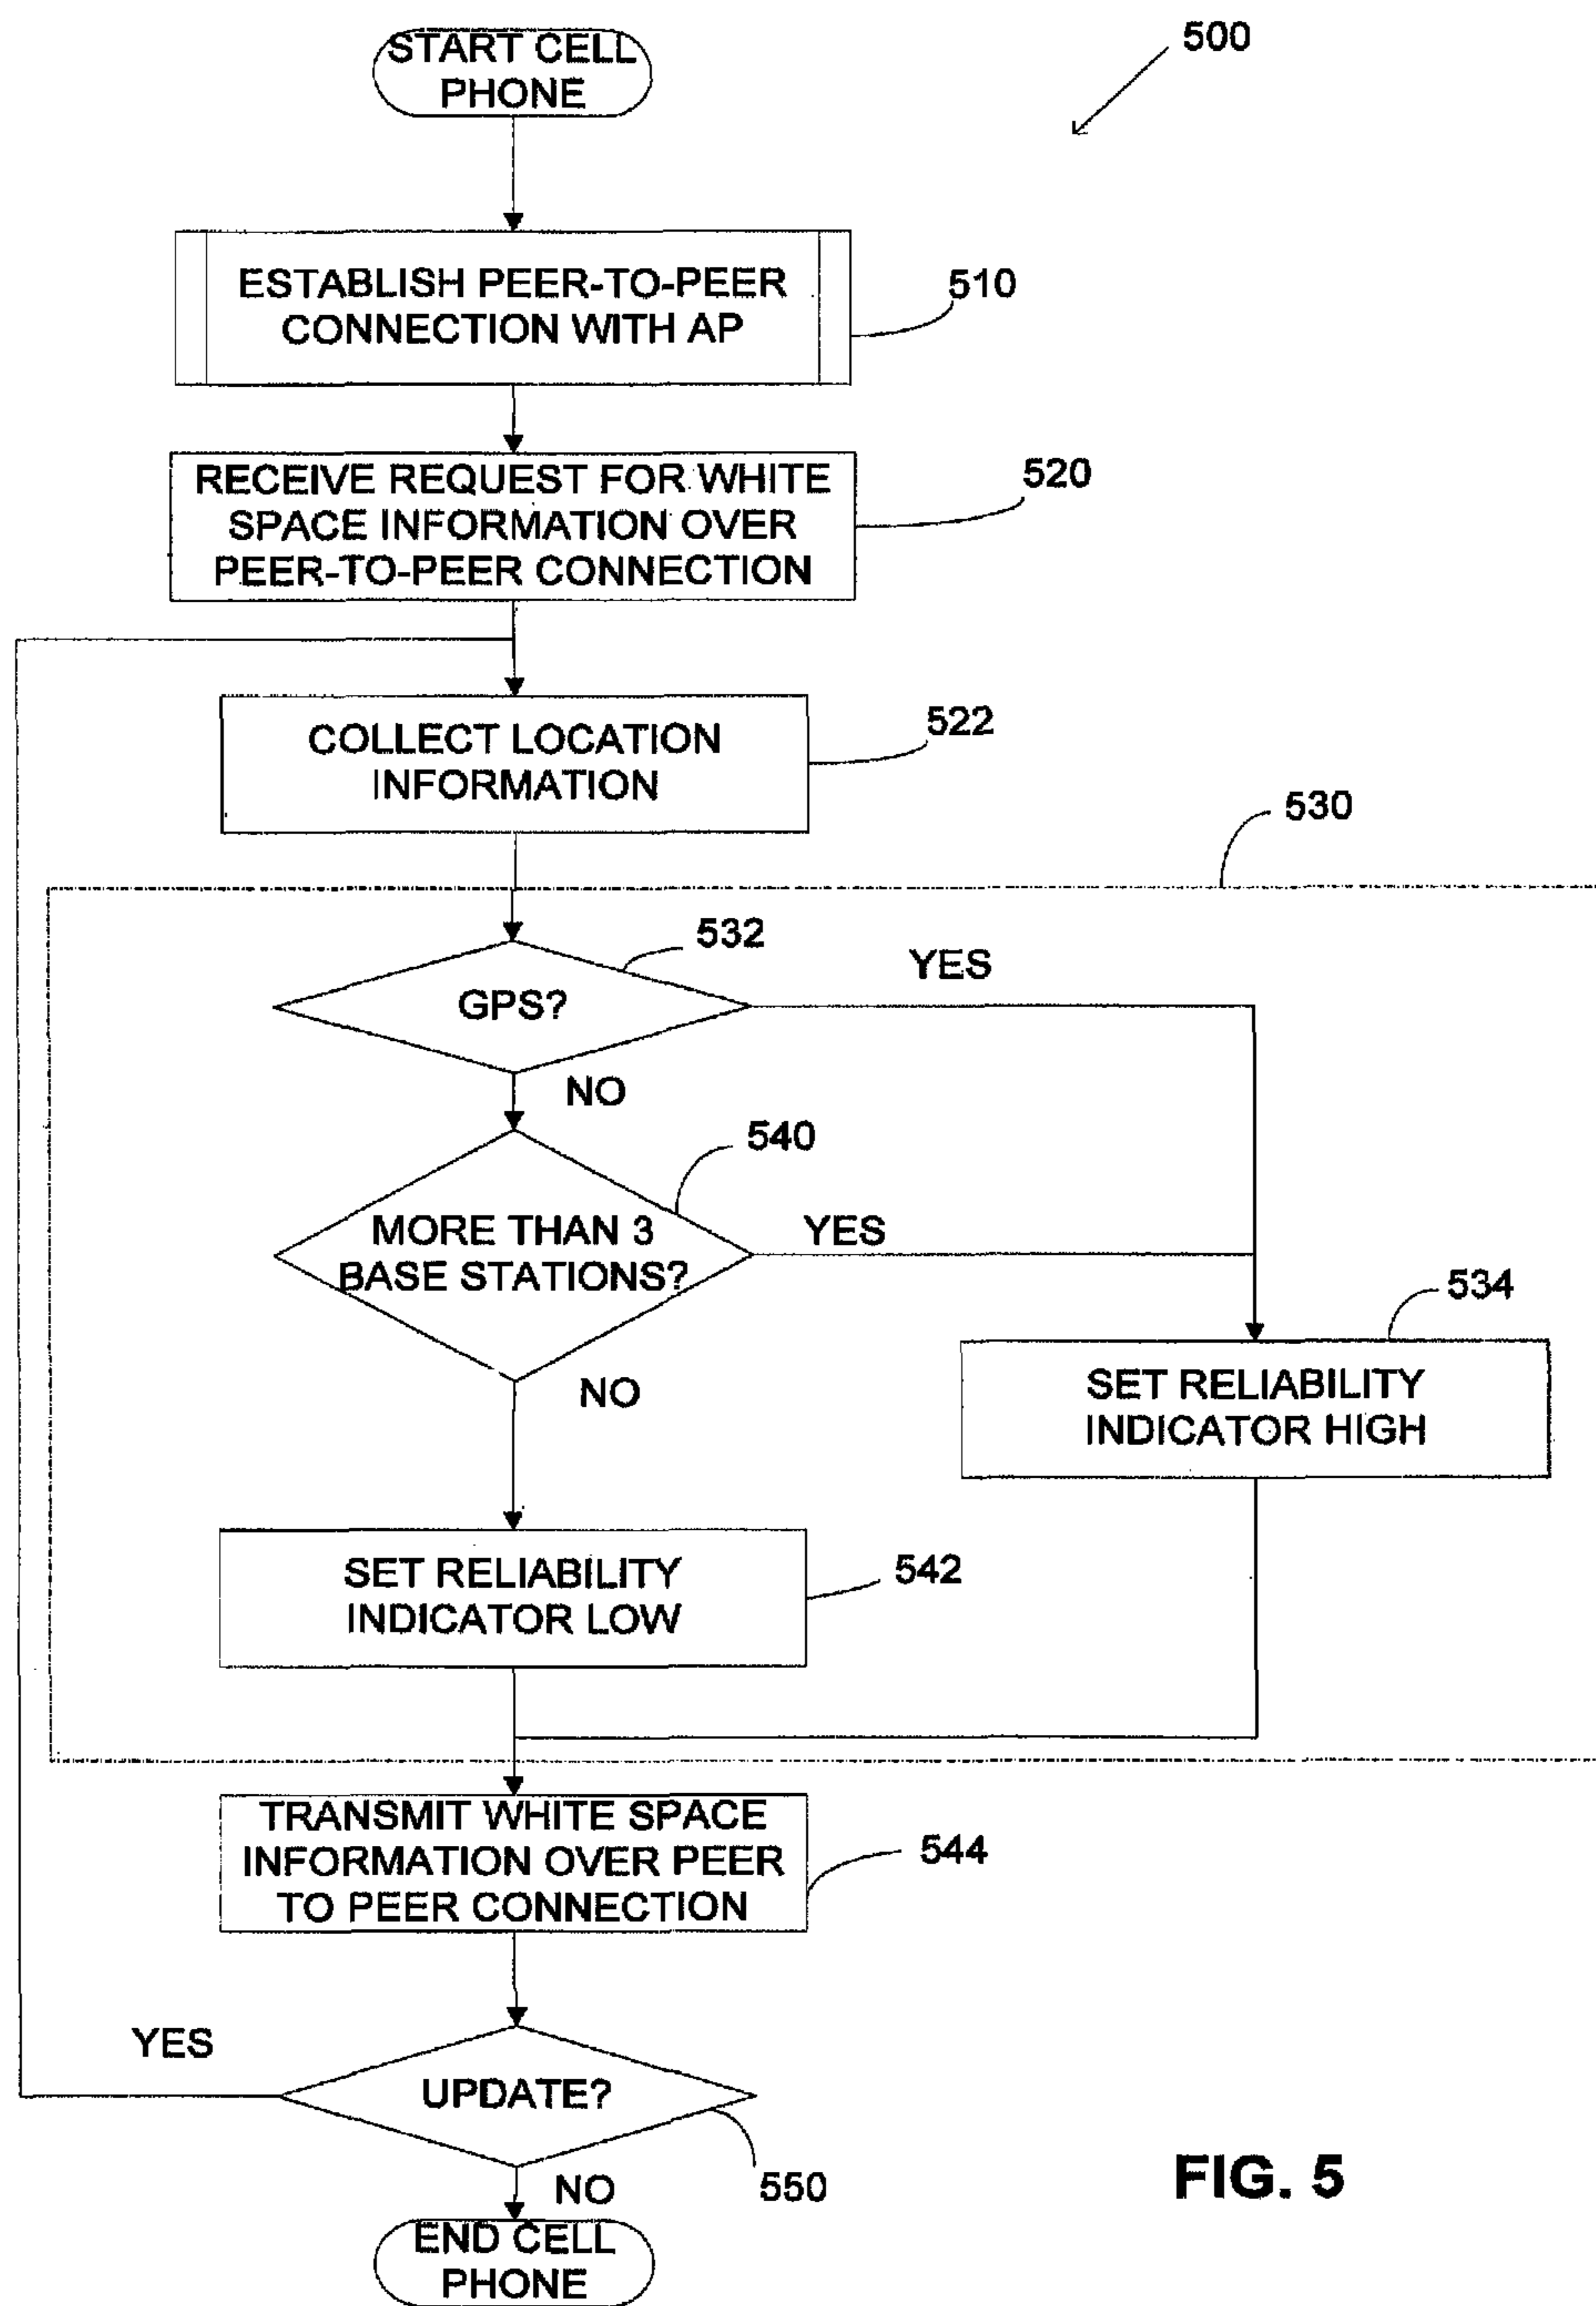 START CELL
PHONE
500
ESTABLISH PEER-TO-PEER
CONNECTION WITH AP
510
RECEIVE REQUEST FOR WHITE
SPACE INFORMATION OVER
PEER-TO-PEER CONNECTION
520
COLLECT LOCATION
INFORMATION
522
530
532
GPS?
YES
NO
540
MORE THAN 3
BASE STATIONS?
YES
NO
534
SET RELIABILITY
INDICATOR HIGH
SET RELIABILITY
INDICATOR LOW
542
TRANSMIT WHITE SPACE
INFORMATION OVER PEER
TO PEER CONNECTION
544
YES
UPDATE?
550
NO
END CELL
PHONE
FIG. 5